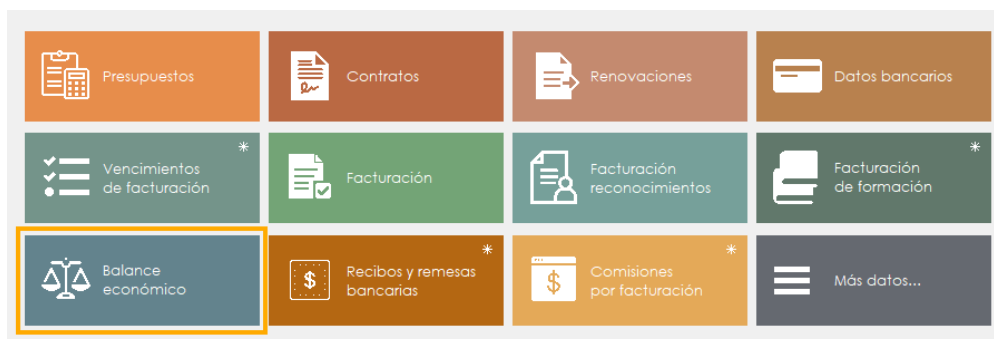 Presupuestos
Contratos
Renovaciones
Datos bancarios
Vencimientos
de facturación
*
Facturación
Facturación
reconocimientos
Facturación
de formación
*
Balance
económico
$
Recibos y remesas
bancarias
*
$
Comisiones
por facturación
*
Más datos...